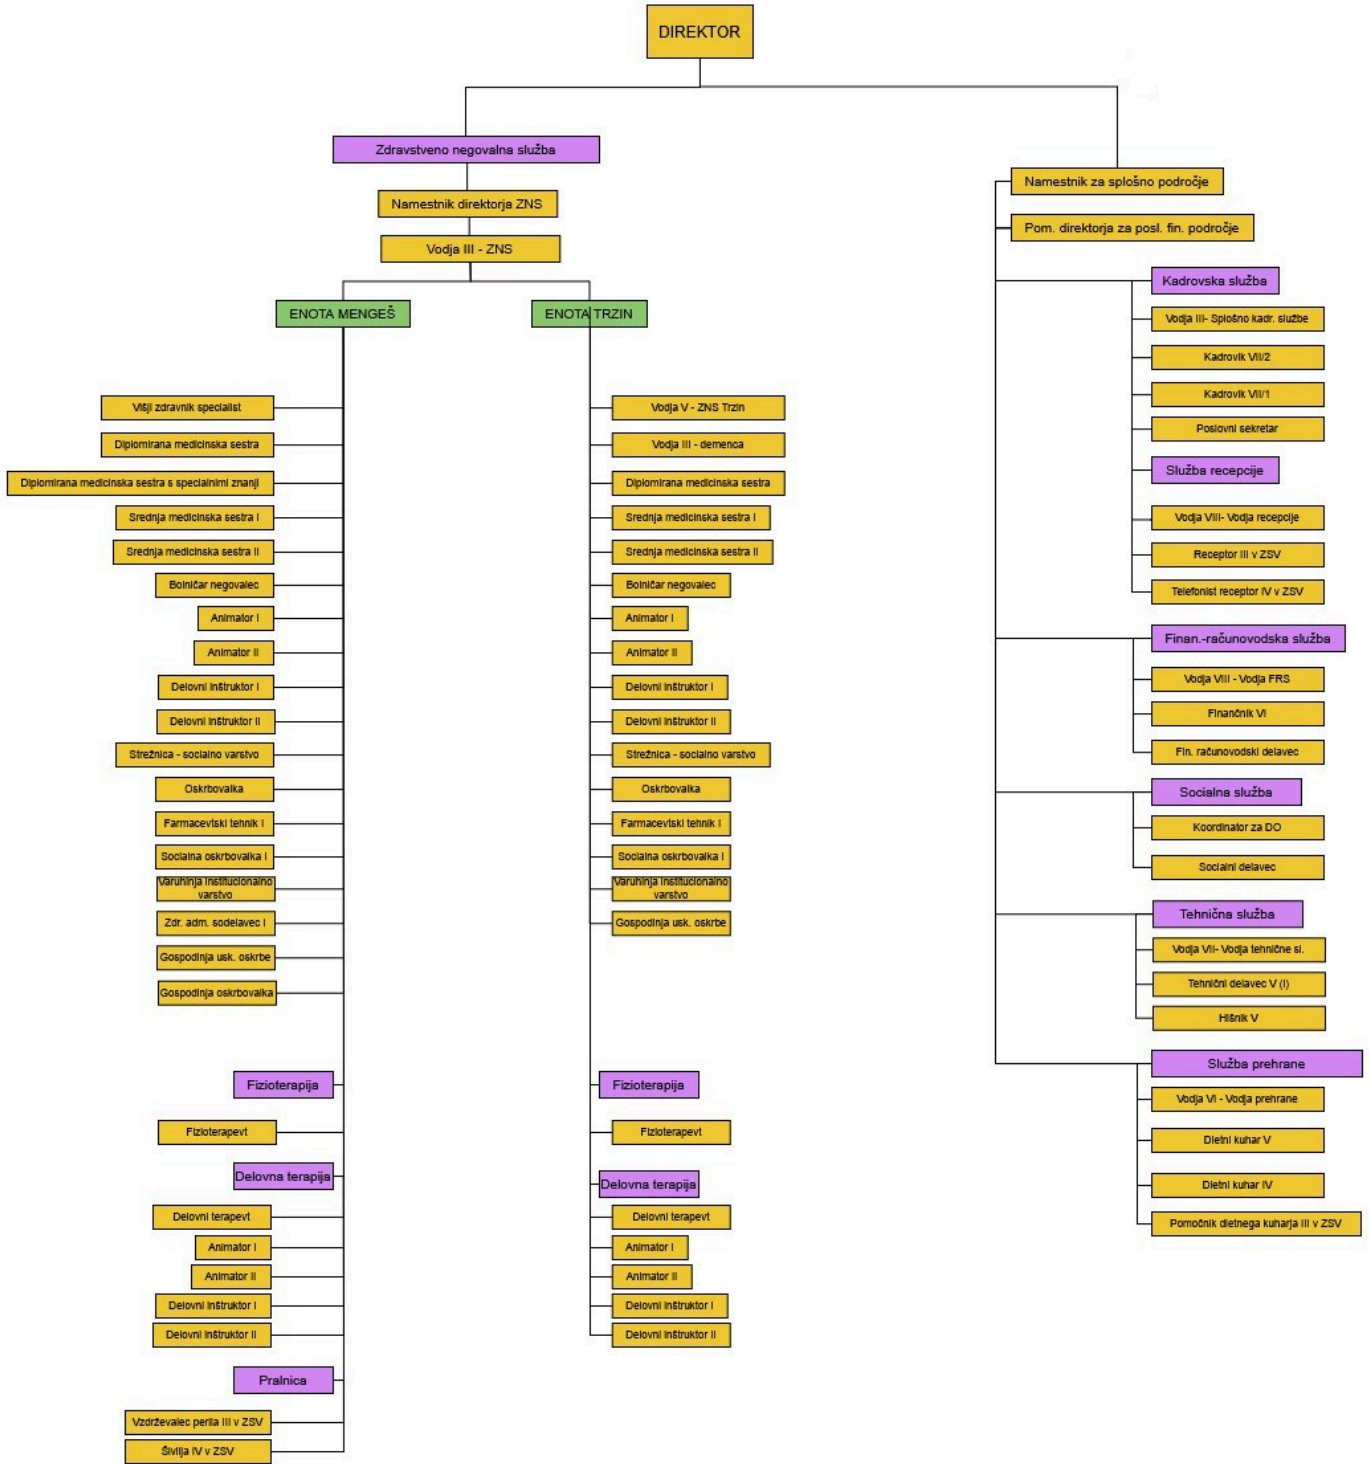 DIREKTOR
Zdravstveno negovalna služba
Namestnik direktorja ZNS
Vodja III - ZNS
ENOTA MENGEŠ
Višji zdravnik specialist
Diplomirana medicinska sestra
Diplomirana medicinska sestra s specialnimi znanji
Srednja medicinska sestra I
Srednja medicinska sestra II
Bolničar negovalec
Animator I
Animator II
Delovni inštruktor I
Delovni inštruktor II
Strežnica - socialno varstvo
Oskrbovalka
Farmacevtski tehnik I
Socialna oskrbovalka I
Varuhinja institucionalno
varstvo
Zdr. adm. sodelavec I
Gospodinja usk. oskrbe
Gospodinja oskrbovalka
Fizioterapija
Fizioterapevt
Delovna terapija
Delovni terapevt
Animator I
Animator II
Delovni inštruktor I
Delovni inštruktor II
Pralnica
Vzdrževalec perila III v ZSV
Šivilja IV v ZSV
ENOTA TRZIN
Vodja V - ZNS Trzin
Vodja III - demenca
Diplomirana medicinska sestra
Srednja medicinska sestra I
Srednja medicinska sestra II
Bolničar negovalec
Animator I
Animator II
Delovni inštruktor I
Delovni inštruktor II
Strežnica - socialno varstvo
Oskrbovalka
Farmacevtski tehnik I
Socialna oskrbovalka I
Varuhinja institucionalno
varstvo
Gospodinja usk. oskrbe
Fizioterapija
Fizioterapevt
Delovna terapija
Delovni terapevt
Animator I
Animator II
Delovni inštruktor I
Delovni inštruktor II
Namestnik za splošno področje
Pom. direktorja za posl. fin. področje
Kadrovska služba
Vodja III- Splošno kadr. službe
Kadrovik VII/2
Kadrovik VII/1
Poslovni sekretar
Služba recepcije
Vodja VIII- Vodja recepcije
Receptor III v ZSV
Telefonist receptor IV v ZSV
Finan.-računovodska služba
Vodja VIII - Vodja FRS
Finančnik VI
Fin. računovodski delavec
Socialna služba
Koordinator za DO
Socialni delavec
Tehnična služba
Vodja VII- Vodja tehnične sl.
Tehnični delavec V (I)
Hišnik V
Služba prehrane
Vodja VI - Vodja prehrane
Dietni kuhar V
Dietni kuhar IV
Pomočnik dietnega kuharja III v ZSV